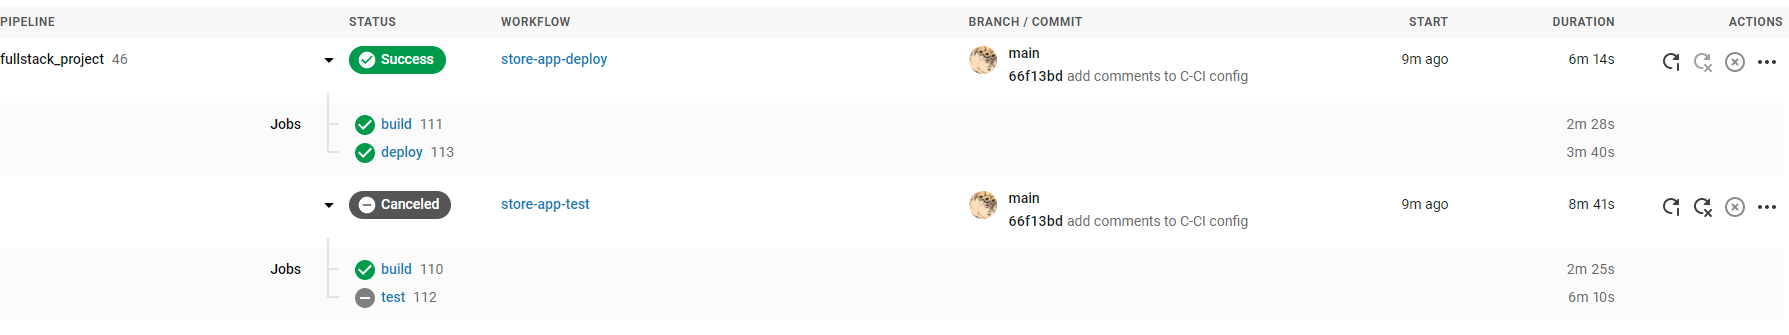 PIPELINE STATUS WORKFLOW BRANCH / COMMIT START DURATION ACTIONS
fullstack_project 46 Success store-app-deploy main 9m ago 6m 14s
66f13bd add comments to C-CI config
Jobs build 111 2m 28s
deploy 113 3m 40s
Canceled store-app-test main 9m ago 8m 41s
66f13bd add comments to C-CI config
Jobs build 110 2m 25s
test 112 6m 10s